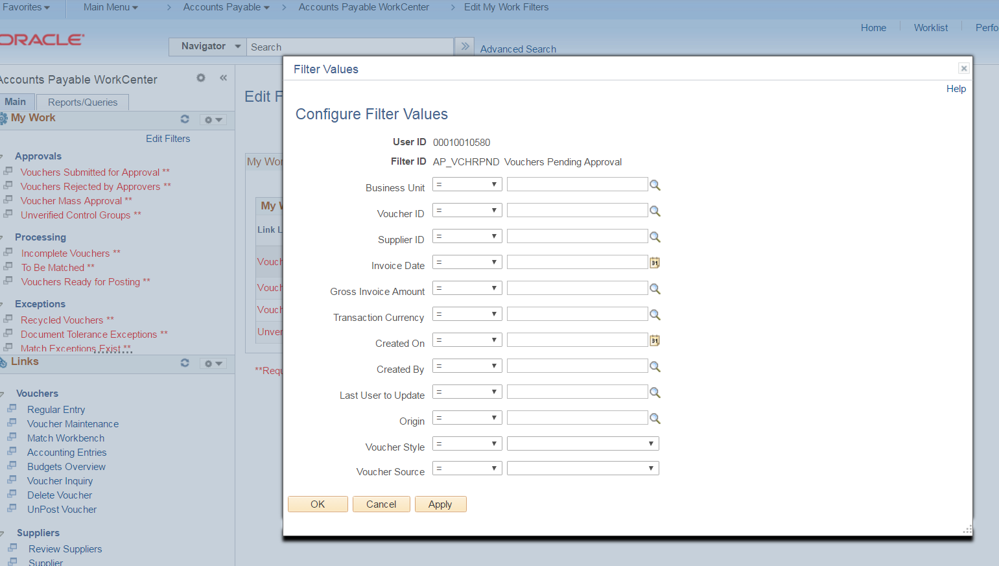 Favorites Main Menu > Accounts Payable > Accounts Payable WorkCenter > Edit My Work Filters
Home Worklist Perfo
ORACLE
Navigator Search Advanced Search
Accounts Payable WorkCenter
Main Reports/Queries
My Work
Edit Filters
Approvals
Vouchers Submitted for Approval **
Vouchers Rejected by Approvers **
Voucher Mass Approval **
Unverified Control Groups **
Processing
Incomplete Vouchers **
To Be Matched **
Vouchers Ready for Posting **
Exceptions
Recycled Vouchers **
Document Tolerance Exceptions **
Match Exceptions Exist **
Links
Vouchers
Regular Entry
Voucher Maintenance
Match Workbench
Accounting Entries
Budgets Overview
Voucher Inquiry
Delete Voucher
UnPost Voucher
Suppliers
Review Suppliers
Supplier
Edit F
My Wor
My W
Link L
Vouch
Vouch
Vouch
Unver
**Requ
Filter Values
Help
Configure Filter Values
User ID 00010010580
Filter ID AP_VCHRPND Vouchers Pending Approval
Business Unit =
Voucher ID =
Supplier ID =
Invoice Date = 31
Gross Invoice Amount =
Transaction Currency =
Created On = 31
Created By =
Last User to Update =
Origin =
Voucher Style =
Voucher Source =
OK Cancel Apply